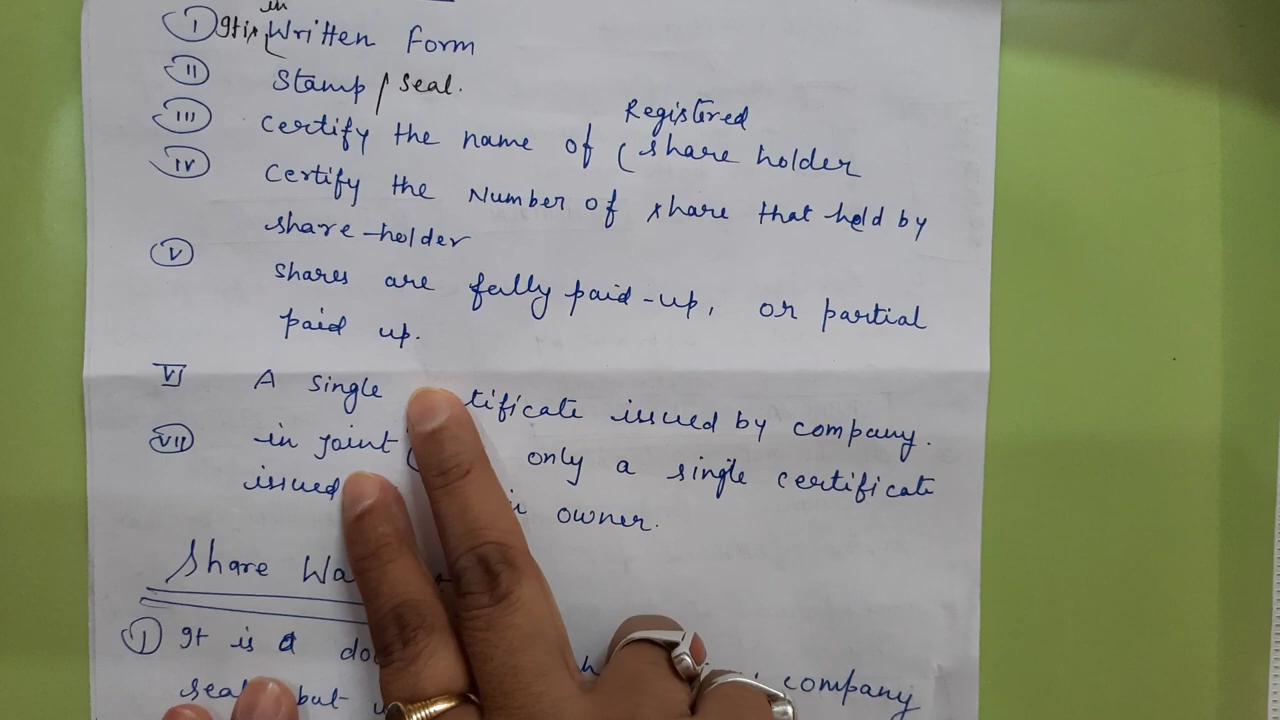 I It is in Written Form
II Stamp / Seal.
III Certify the name of Registered share holder
IV Certify the Number of share that held by
share-holder
V shares are fully paid-up, or partial
paid up.
VI A single tificate issued by company.
VII in joint only a single certificate
issued owner.
Share Wa
I It is a do
seal but company